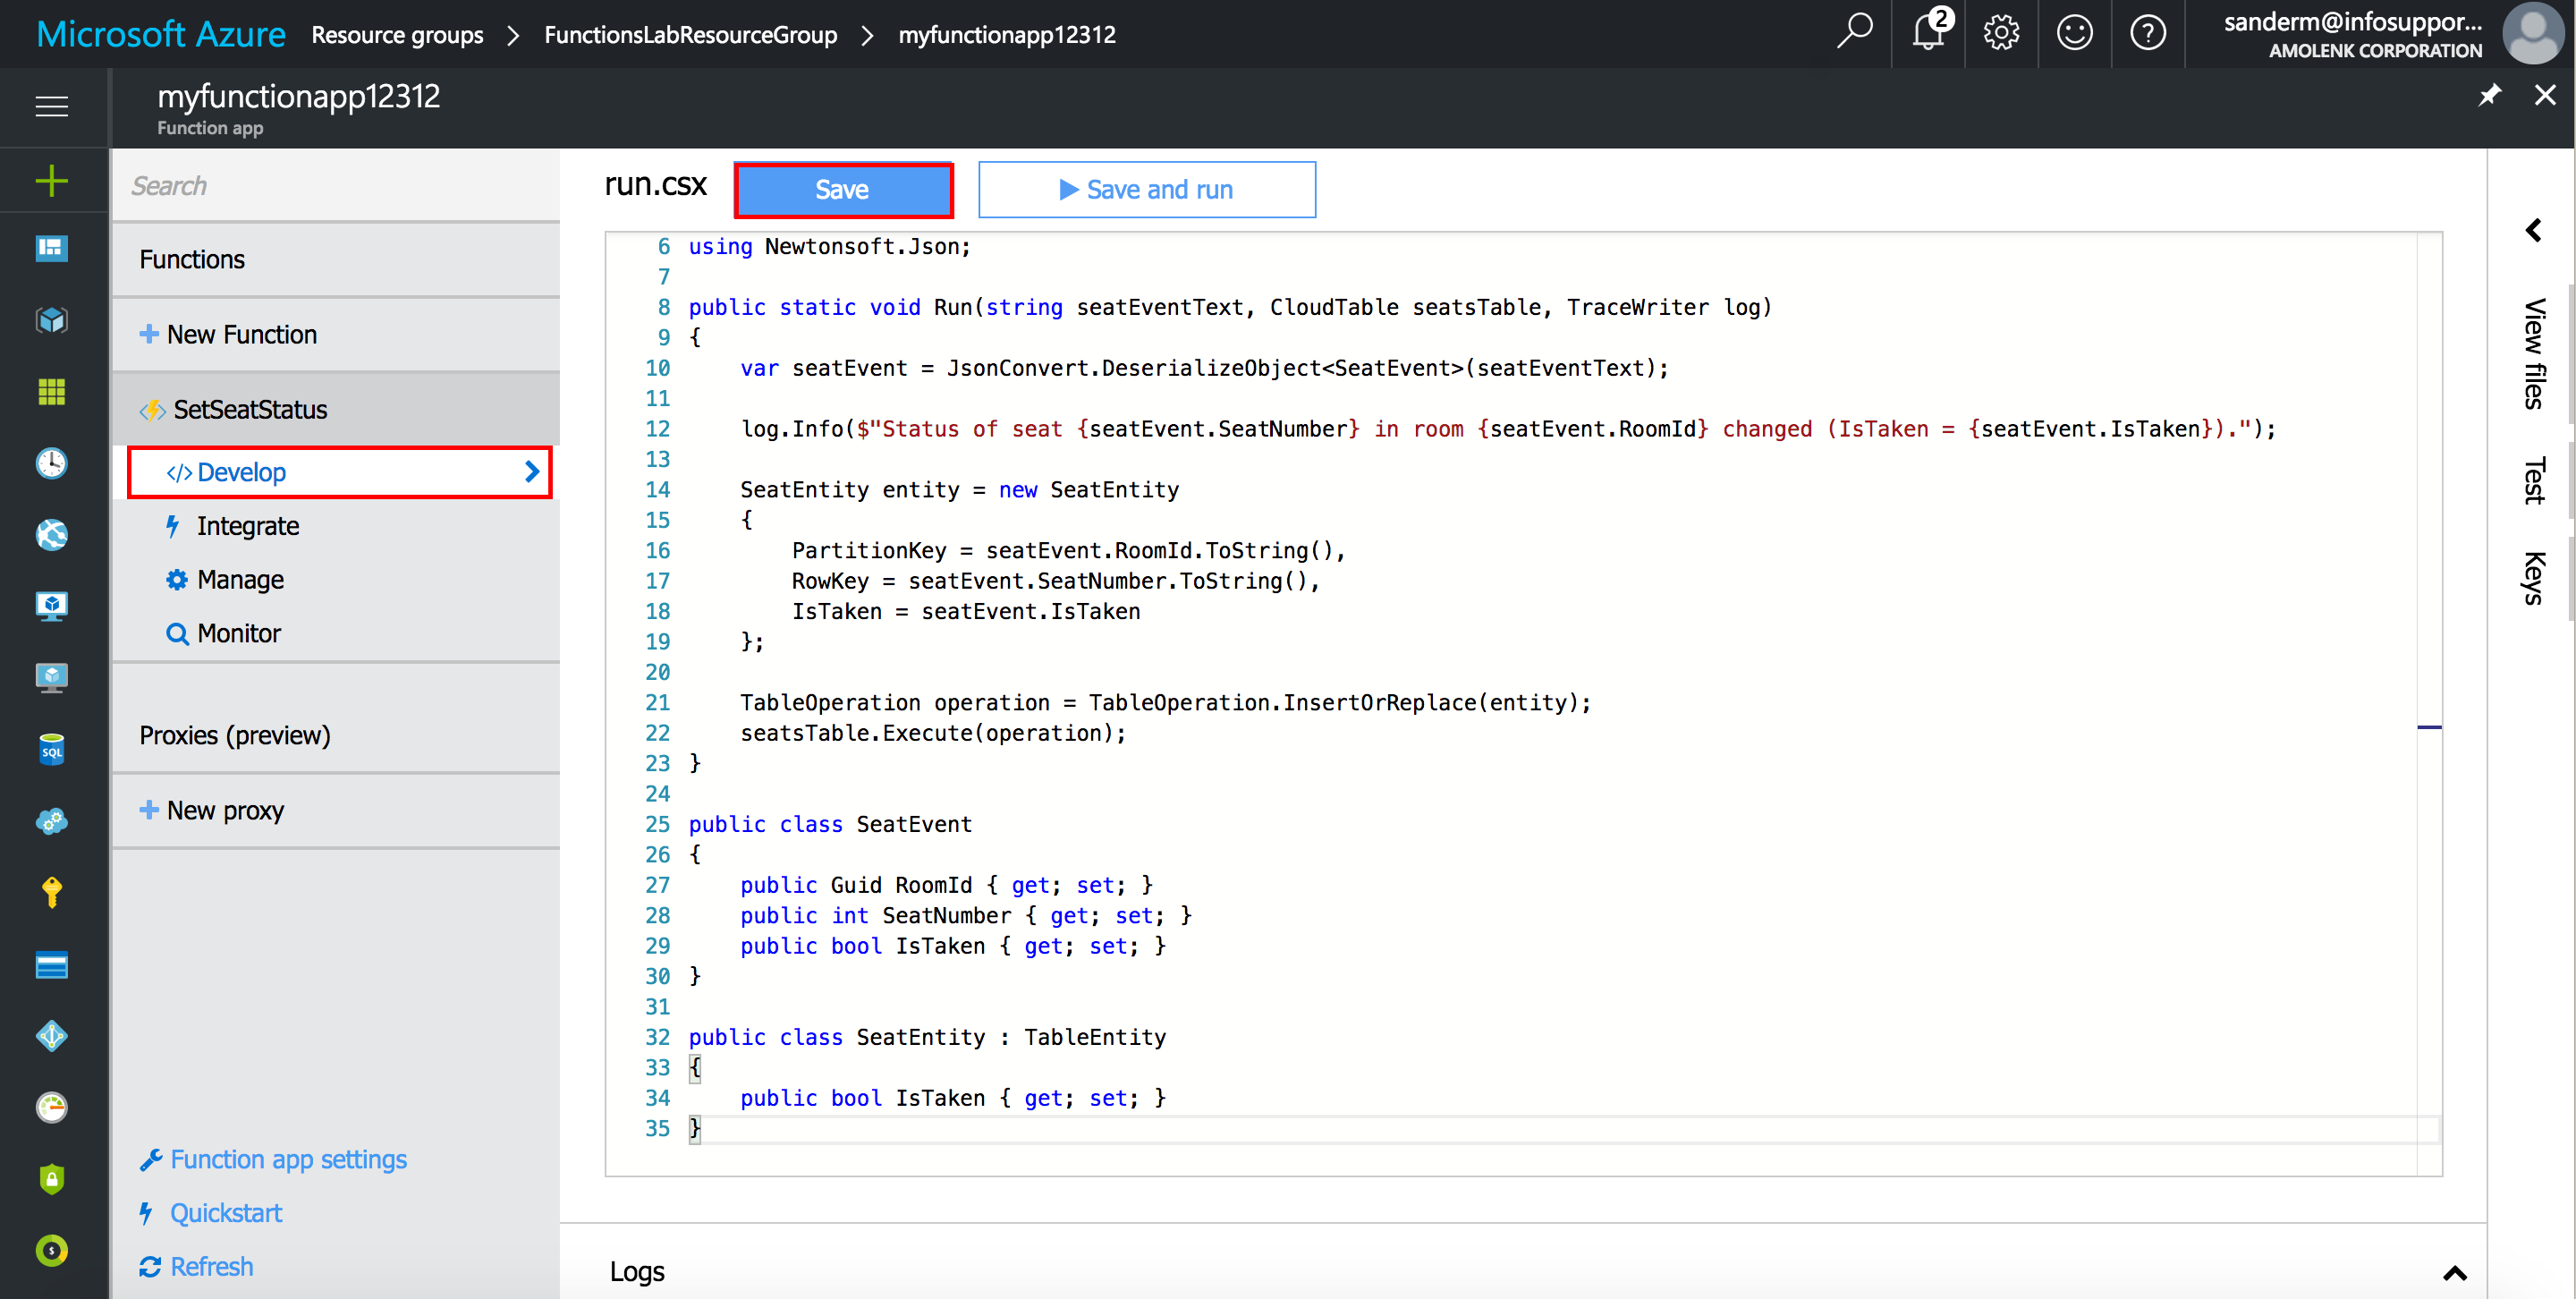 Microsoft Azure Resource groups > FunctionsLabResourceGroup > myfunctionapp12312
2
sanderm@infosuppor...
AMOLENK CORPORATION
myfunctionapp12312
Function app
Search
Functions
+ New Function
SetSeatStatus
</> Develop
Integrate
Manage
Monitor
Proxies (preview)
+ New proxy
Function app settings
Quickstart
Refresh
SQL
$
run.csx
Save
Save and run
6 using Newtonsoft.Json;
7
8 public static void Run(string seatEventText, CloudTable seatsTable, TraceWriter log)
9 {
10     var seatEvent = JsonConvert.DeserializeObject<SeatEvent>(seatEventText);
11
12     log.Info($"Status of seat {seatEvent.SeatNumber} in room {seatEvent.RoomId} changed (IsTaken = {seatEvent.IsTaken}).");
13
14     SeatEntity entity = new SeatEntity
15     {
16         PartitionKey = seatEvent.RoomId.ToString(),
17         RowKey = seatEvent.SeatNumber.ToString(),
18         IsTaken = seatEvent.IsTaken
19     };
20
21     TableOperation operation = TableOperation.InsertOrReplace(entity);
22     seatsTable.Execute(operation);
23 }
24
25 public class SeatEvent
26 {
27     public Guid RoomId { get; set; }
28     public int SeatNumber { get; set; }
29     public bool IsTaken { get; set; }
30 }
31
32 public class SeatEntity : TableEntity
33 {
34     public bool IsTaken { get; set; }
35 }
Logs
View files
Test
Keys